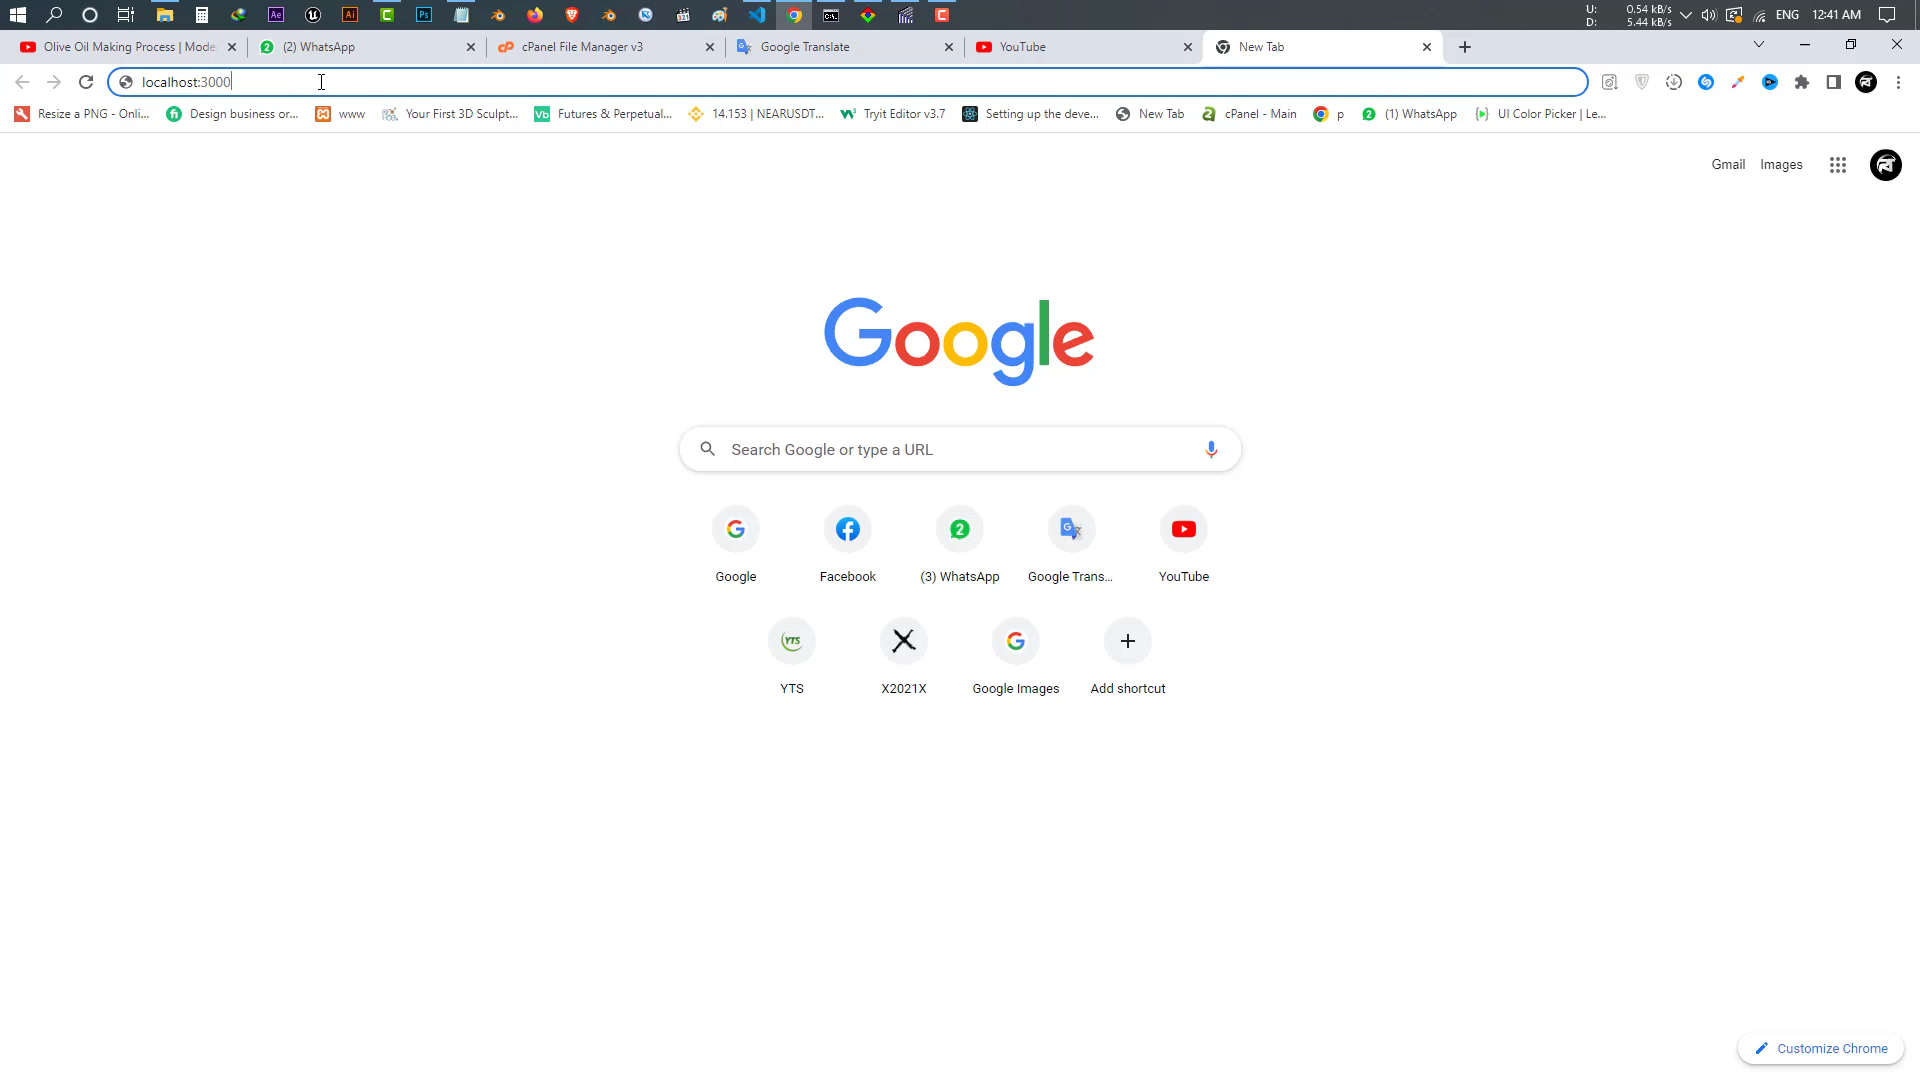 U: 0.54 kB/s
D: 5.44 kB/s
ENG 12:41 AM
Olive Oil Making Process | Mode
(2) WhatsApp
cPanel File Manager v3
Google Translate
YouTube
New Tab
localhost:3000
Resize a PNG - Onli...
Design business or...
www
Your First 3D Sculpt...
Futures & Perpetual...
14.153 | NEARUSDT...
Tryit Editor v3.7
Setting up the deve...
New Tab
cPanel - Main
p
(1) WhatsApp
UI Color Picker | Le...
Gmail Images
Google
Search Google or type a URL
Google
Facebook
(3) WhatsApp
Google Trans...
YouTube
YTS
X2021X
Google Images
Add shortcut
Customize Chrome